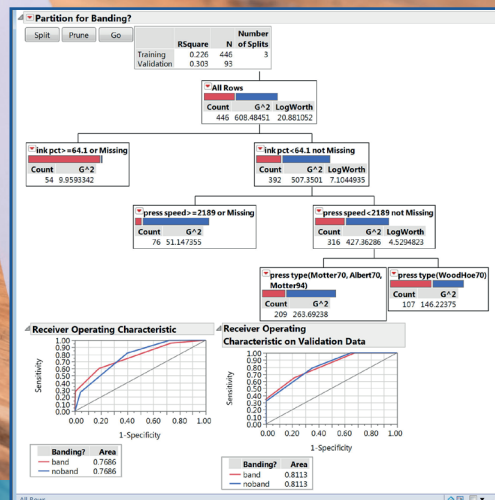 Partition for Banding?
Split Prune Go
Number
RSquare N of Splits
Training 0.226 446 3
Validation 0.303 93
All Rows
Count G^2 LogWorth
446 608.48451 20.881052
ink pct>=64.1 or Missing
Count G^2
54 9.9593342
ink pct<64.1 not Missing
Count G^2 LogWorth
392 507.3501 7.1044935
press speed>=2189 or Missing
Count G^2
76 51.147355
press speed<2189 not Missing
Count G^2 LogWorth
316 427.36286 4.5294823
press type(Motter70, Albert70,
Motter94)
Count G^2
209 263.69238
press type(WoodHoe70)
Count G^2
107 146.22375
Receiver Operating Characteristic
1.00
0.90
0.80
0.70
0.60
0.50
0.40
0.30
0.20
0.10
0.00
Sensitivity
0.00 0.20 0.40 0.60 0.80 1.00
1-Specificity
Banding? Area
band 0.7686
noband 0.7686
Receiver Operating
Characteristic on Validation Data
1.00
0.90
0.80
0.70
0.60
0.50
0.40
0.30
0.20
0.10
0.00
Sensitivity
0.00 0.20 0.40 0.60 0.80 1.00
1-Specificity
Banding? Area
band 0.8113
noband 0.8113
All Rows